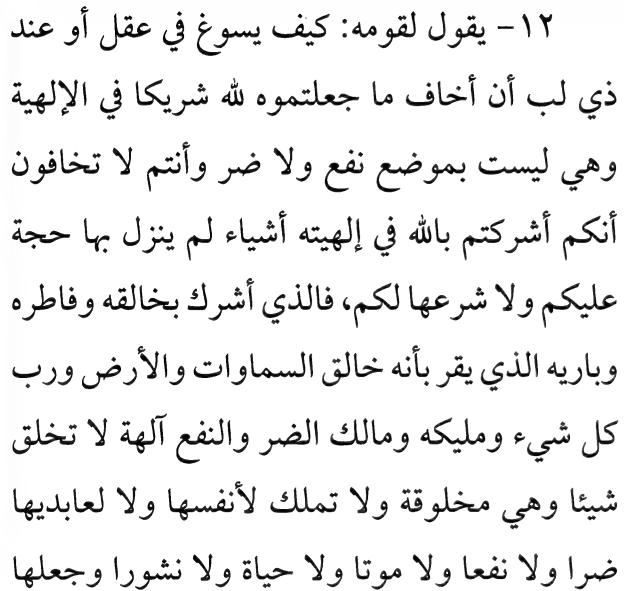 ١٢- يقول لقومه: كيف يسوغ في عقل أو عند
ذي لب أن أخاف ما جعلتموه لله شريكا في الإلهية
وهي ليست بموضع نفع ولا ضر وأنتم لا تخافون
أنكم أشركتم بالله في إلهيته أشياء لم ينزل بها حجة
عليكم ولا شرعها لكم، فالذي أشرك بخالقه وفاطره
وباريه الذي يقر بأنه خالق السماوات والأرض ورب
كل شيء ومليكه ومالك الضر والنفع آلهة لا تخلق
شيئا وهي مخلوقة ولا تملك لأنفسها ولا لعابديها
ضرا ولا نفعا ولا موتا ولا حياة ولا نشورا وجعلها